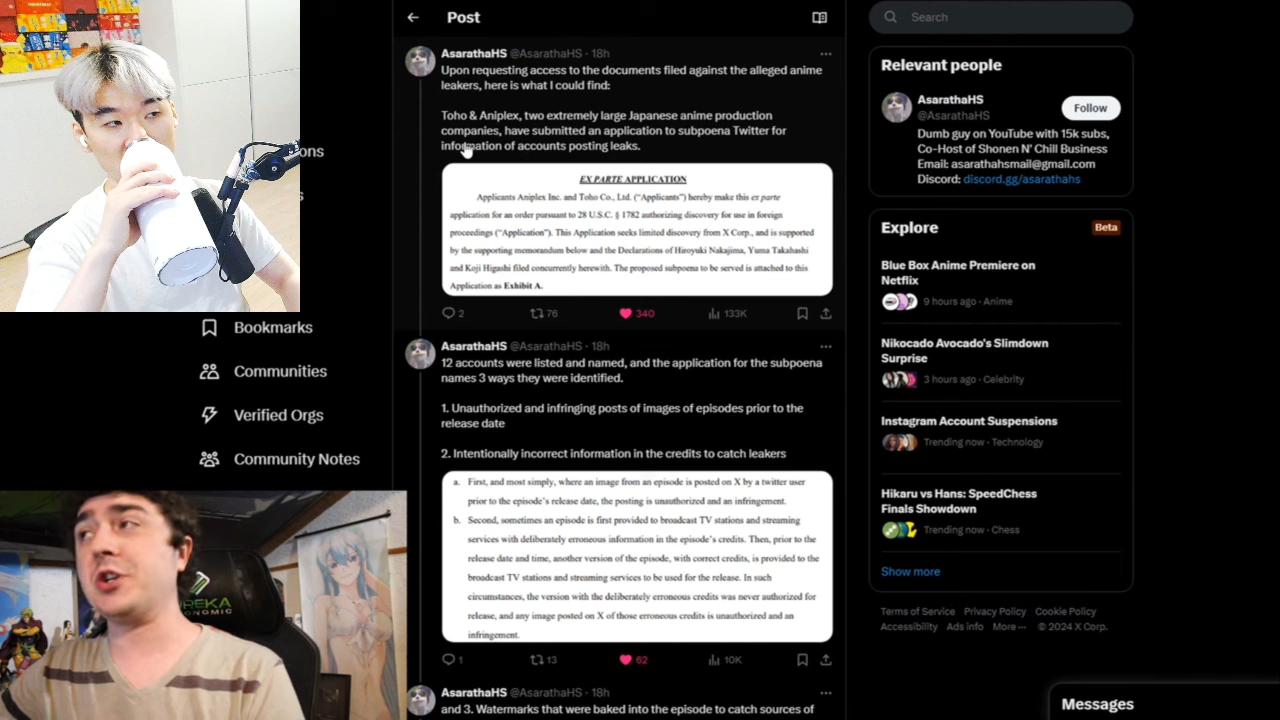 Post
Search
AsarathaHS @AsarathaHS · 18h
Upon requesting access to the documents filed against the alleged anime
leakers, here is what I could find:
Toho & Aniplex, two extremely large Japanese anime production
companies, have submitted an application to subpoena Twitter for
information of accounts posting leaks.
EX PARTE APPLICATION
Applicants Aniplex Inc. and Toho Co., Ltd. ("Applicants") hereby make this ex parte
application for an order pursuant to 28 U.S.C. § 1782 authorizing discovery for use in foreign
proceedings ("Application"). This Application seeks limited discovery from X Corp., and is supported
by the supporting memorandum below and the Declarations of Hiroyuki Nakajima, Yuma Takahashi
and Koji Higashi filed concurrently herewith. The proposed subpoena to be served is attached to this
Application as Exhibit A.
2 76 340 133K
AsarathaHS @AsarathaHS · 18h
12 accounts were listed and named, and the application for the subpoena
names 3 ways they were identified.
1. Unauthorized and infringing posts of images of episodes prior to the
release date
2. Intentionally incorrect information in the credits to catch leakers
a. First, and most simply, where an image from an episode is posted on X by a twitter user
prior to the episode's release date, the posting is unauthorized and an infringement.
b. Second, sometimes an episode is first provided to broadcast TV stations and streaming
services with deliberately erroneous information in the episode's credits. Then, prior to the
release date and time, another version of the episode, with correct credits, is provided to the
broadcast TV stations and streaming services to be used for the release. In such
circumstances, the version with the deliberately erroneous credits was never authorized for
release, and any image posted on X of those erroneous credits is unauthorized and an
infringement.
1 13 62 10K
AsarathaHS @AsarathaHS · 18h
and 3. Watermarks that were baked into the episode to catch sources of
ons
s
Bookmarks
Communities
Verified Orgs
Community Notes
Relevant people
AsarathaHS
@AsarathaHS
Follow
Dumb guy on YouTube with 15k subs,
Co-Host of Shonen N' Chill Business
Email: asarathahsmail@gmail.com
Discord: discord.gg/asarathahs
Explore
Beta
Blue Box Anime Premiere on
Netflix
9 hours ago · Anime
Nikocado Avocado's Slimdown
Surprise
3 hours ago · Celebrity
Instagram Account Suspensions
Trending now · Technology
Hikaru vs Hans: SpeedChess
Finals Showdown
Trending now · Chess
Show more
Terms of Service Privacy Policy Cookie Policy
Accessibility Ads info More ··· © 2024 X Corp.
Messages